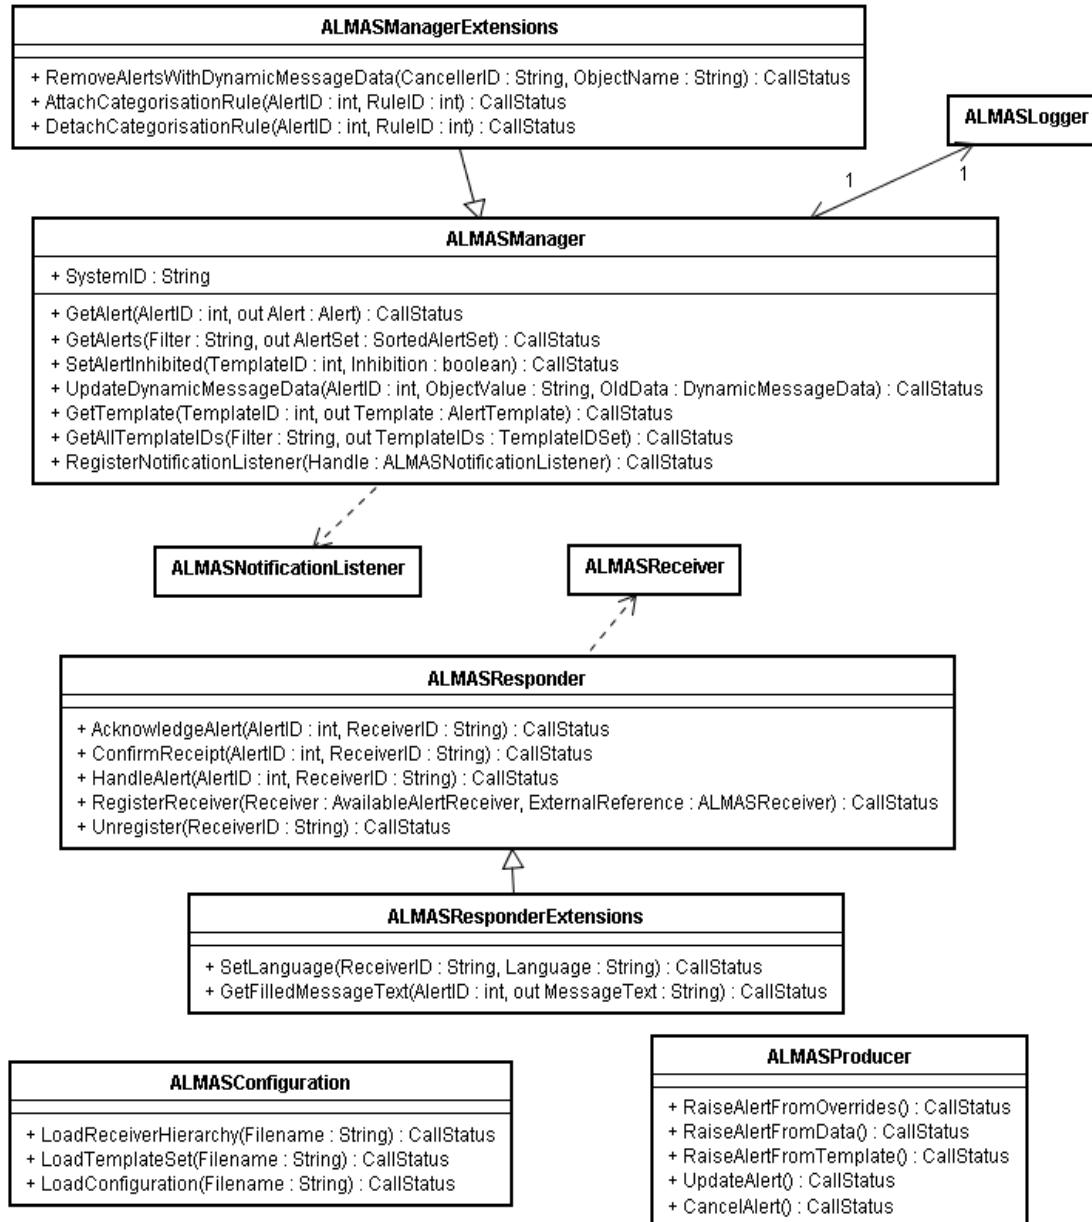 ALMASManagerExtensions
+ RemoveAlertsWithDynamicMessageData(CancellerID : String, ObjectName : String) : CallStatus
+ AttachCategorisationRule(AlertID : int, RuleID : int) : CallStatus
+ DetachCategorisationRule(AlertID : int, RuleID : int) : CallStatus
ALMASLogger
1
1
ALMASManager
+ SystemID : String
+ GetAlert(AlertID : int, out Alert : Alert) : CallStatus
+ GetAlerts(Filter : String, out AlertSet : SortedAlertSet) : CallStatus
+ SetAlertInhibited(TemplateID : int, Inhibition : boolean) : CallStatus
+ UpdateDynamicMessageData(AlertID : int, ObjectValue : String, OldData : DynamicMessageData) : CallStatus
+ GetTemplate(TemplateID : int, out Template : AlertTemplate) : CallStatus
+ GetAllTemplateIDs(Filter : String, out TemplateIDs : TemplateIDSet) : CallStatus
+ RegisterNotificationListener(Handle : ALMASNotificationListener) : CallStatus
ALMASNotificationListener
ALMASReceiver
ALMASResponder
+ AcknowledgeAlert(AlertID : int, ReceiverID : String) : CallStatus
+ ConfirmReceipt(AlertID : int, ReceiverID : String) : CallStatus
+ HandleAlert(AlertID : int, ReceiverID : String) : CallStatus
+ RegisterReceiver(Receiver : AvailableAlertReceiver, ExternalReference : ALMASReceiver) : CallStatus
+ Unregister(ReceiverID : String) : CallStatus
ALMASResponderExtensions
+ SetLanguage(ReceiverID : String, Language : String) : CallStatus
+ GetFilledMessageText(AlertID : int, out MessageText : String) : CallStatus
ALMASConfiguration
+ LoadReceiverHierarchy(Filename : String) : CallStatus
+ LoadTemplateSet(Filename : String) : CallStatus
+ LoadConfiguration(Filename : String) : CallStatus
ALMASProducer
+ RaiseAlertFromOverrides() : CallStatus
+ RaiseAlertFromData() : CallStatus
+ RaiseAlertFromTemplate() : CallStatus
+ UpdateAlert() : CallStatus
+ CancelAlert() : CallStatus